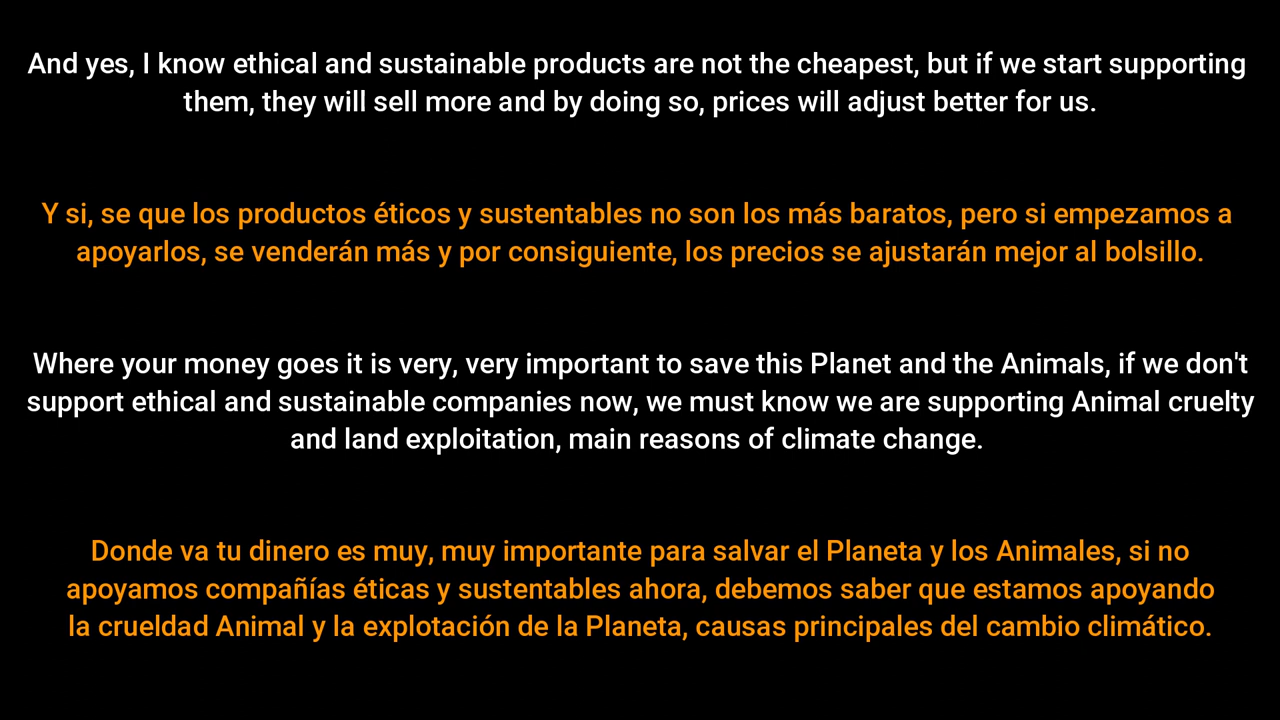 And yes, I know ethical and sustainable products are not the cheapest, but if we start supporting
them, they will sell more and by doing so, prices will adjust better for us.
Y si, se que los productos éticos y sustentables no son los más baratos, pero si empezamos a
apoyarlos, se venderán más y por consiguiente, los precios se ajustarán mejor al bolsillo.
Where your money goes it is very, very important to save this Planet and the Animals, if we don't
support ethical and sustainable companies now, we must know we are supporting Animal cruelty
and land exploitation, main reasons of climate change.
Donde va tu dinero es muy, muy importante para salvar el Planeta y los Animales, si no
apoyamos compañías éticas y sustentables ahora, debemos saber que estamos apoyando
la crueldad Animal y la explotación de la Planeta, causas principales del cambio climático.